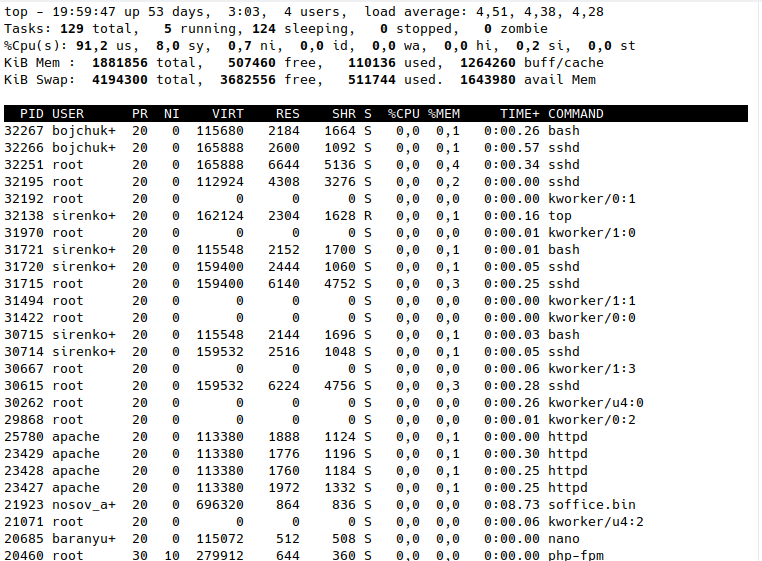 top - 19:59:47 up 53 days,  3:03,  4 users,  load average: 4,51, 4,38, 4,28
Tasks: 129 total,   5 running, 124 sleeping,   0 stopped,   0 zombie
%Cpu(s): 91,2 us,  8,0 sy,  0,7 ni,  0,0 id,  0,0 wa,  0,0 hi,  0,2 si,  0,0 st
KiB Mem :  1881856 total,   507460 free,   110136 used,  1264260 buff/cache
KiB Swap:  4194300 total,  3682556 free,   511744 used.  1643980 avail Mem
  PID USER      PR  NI    VIRT    RES    SHR S  %CPU %MEM     TIME+ COMMAND
32267 bojchuk+  20   0  115680   2184   1664 S   0,0  0,1   0:00.26 bash
32266 bojchuk+  20   0  165888   2600   1092 S   0,0  0,1   0:00.57 sshd
32251 root      20   0  165888   6644   5136 S   0,0  0,4   0:00.34 sshd
32195 root      20   0  112924   4308   3276 S   0,0  0,2   0:00.00 sshd
32192 root      20   0       0      0      0 S   0,0  0,0   0:00.00 kworker/0:1
32138 sirenko+  20   0  162124   2304   1628 R   0,0  0,1   0:00.16 top
31970 root      20   0       0      0      0 S   0,0  0,0   0:00.01 kworker/1:0
31721 sirenko+  20   0  115548   2152   1700 S   0,0  0,1   0:00.01 bash
31720 sirenko+  20   0  159400   2444   1060 S   0,0  0,1   0:00.05 sshd
31715 root      20   0  159400   6140   4752 S   0,0  0,3   0:00.25 sshd
31494 root      20   0       0      0      0 S   0,0  0,0   0:00.00 kworker/1:1
31422 root      20   0       0      0      0 S   0,0  0,0   0:00.00 kworker/0:0
30715 sirenko+  20   0  115548   2144   1696 S   0,0  0,1   0:00.03 bash
30714 sirenko+  20   0  159532   2516   1048 S   0,0  0,1   0:00.05 sshd
30667 root      20   0       0      0      0 S   0,0  0,0   0:00.06 kworker/1:3
30615 root      20   0  159532   6224   4756 S   0,0  0,3   0:00.28 sshd
30262 root      20   0       0      0      0 S   0,0  0,0   0:00.26 kworker/u4:0
29868 root      20   0       0      0      0 S   0,0  0,0   0:00.01 kworker/0:2
25780 apache    20   0  113380   1888   1124 S   0,0  0,1   0:00.00 httpd
23429 apache    20   0  113380   1776   1196 S   0,0  0,1   0:00.30 httpd
23428 apache    20   0  113380   1760   1184 S   0,0  0,1   0:00.25 httpd
23427 apache    20   0  113380   1972   1332 S   0,0  0,1   0:00.25 httpd
21923 nosov_a+  20   0  696320    864    836 S   0,0  0,0   0:08.73 soffice.bin
21071 root      20   0       0      0      0 S   0,0  0,0   0:00.06 kworker/u4:2
20685 baranyu+  20   0  115072    512    508 S   0,0  0,0   0:00.00 nano
20460 root      30  10  279912    644    360 S   0,0  0,0   0:00.00 php-fpm